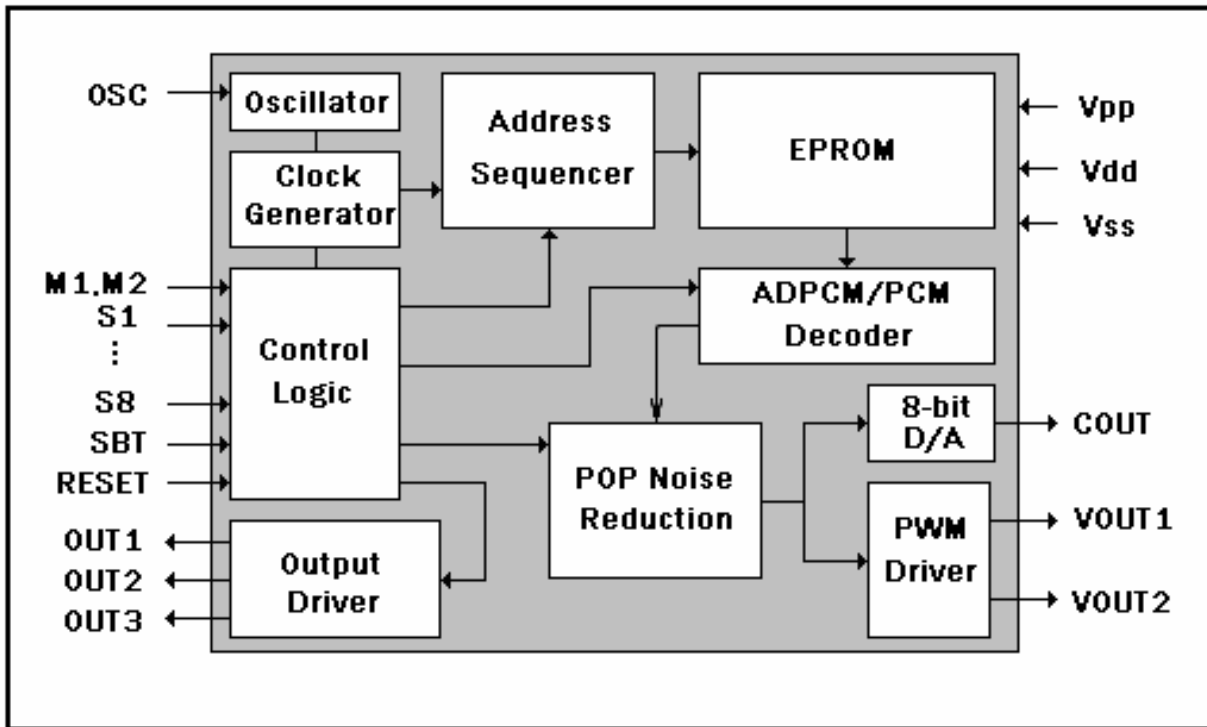 OSC
Oscillator
Address
Sequencer
EPROM
Vpp
Vdd
Vss
Clock
Generator
M1,M2
S1
⋮
S8
SBT
RESET
Control
Logic
ADPCM/PCM
Decoder
8-bit
D/A
COUT
POP Noise
Reduction
OUT1
OUT2
OUT3
Output
Driver
PWM
Driver
VOUT1
VOUT2